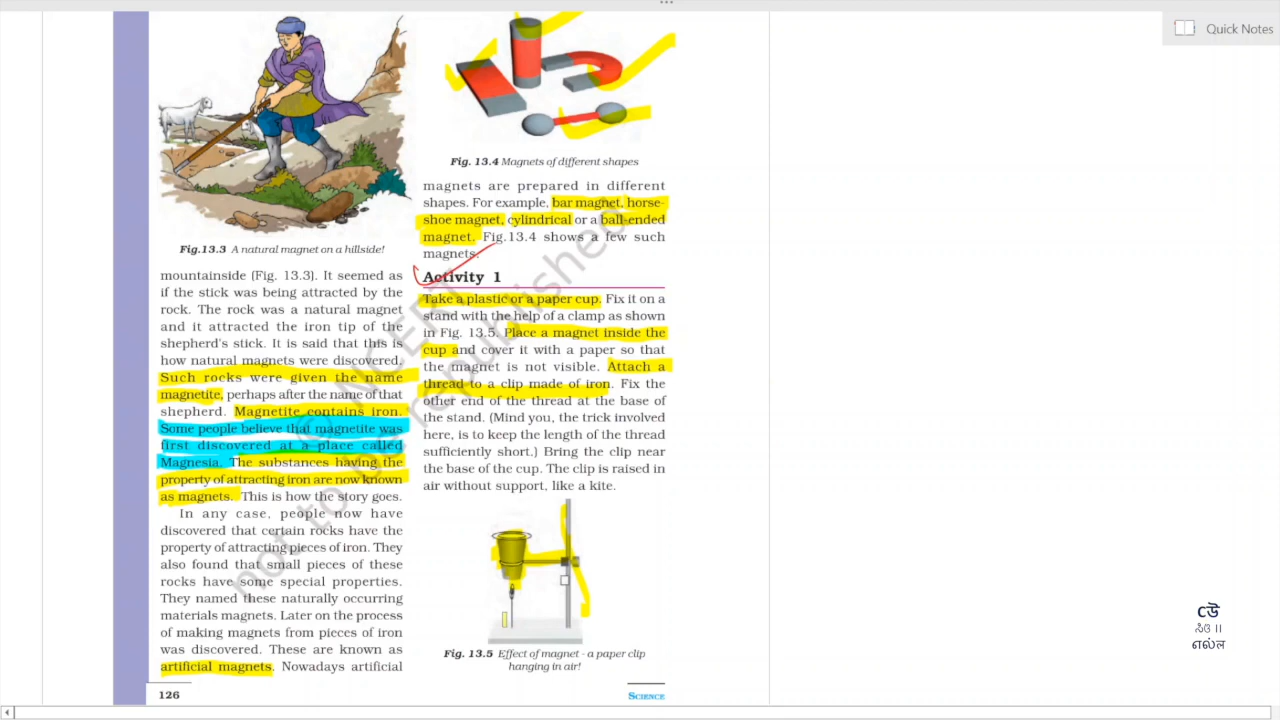 Quick Notes
Fig.13.3 A natural magnet on a hillside!
mountainside (Fig. 13.3). It seemed as
if the stick was being attracted by the
rock. The rock was a natural magnet
and it attracted the iron tip of the
shepherd's stick. It is said that this is
how natural magnets were discovered.
Such rocks were given the name
magnetite, perhaps after the name of that
shepherd. Magnetite contains iron.
Some people believe that magnetite was
first discovered at a place called
Magnesia. The substances having the
property of attracting iron are now known
as magnets. This is how the story goes.
In any case, people now have
discovered that certain rocks have the
property of attracting pieces of iron. They
also found that small pieces of these
rocks have some special properties.
They named these naturally occurring
materials magnets. Later on the process
of making magnets from pieces of iron
was discovered. These are known as
artificial magnets. Nowadays artificial
126
Fig. 13.4 Magnets of different shapes
magnets are prepared in different
shapes. For example, bar magnet, horse-
shoe magnet, cylindrical or a ball-ended
magnet. Fig.13.4 shows a few such
magnets.
Activity 1
Take a plastic or a paper cup. Fix it on a
stand with the help of a clamp as shown
in Fig. 13.5. Place a magnet inside the
cup and cover it with a paper so that
the magnet is not visible. Attach a
thread to a clip made of iron. Fix the
other end of the thread at the base of
the stand. (Mind you, the trick involved
here, is to keep the length of the thread
sufficiently short.) Bring the clip near
the base of the cup. The clip is raised in
air without support, like a kite.
Fig. 13.5 Effect of magnet - a paper clip
hanging in air!
SCIENCE
© NCERT
not to be republished
எல்ல